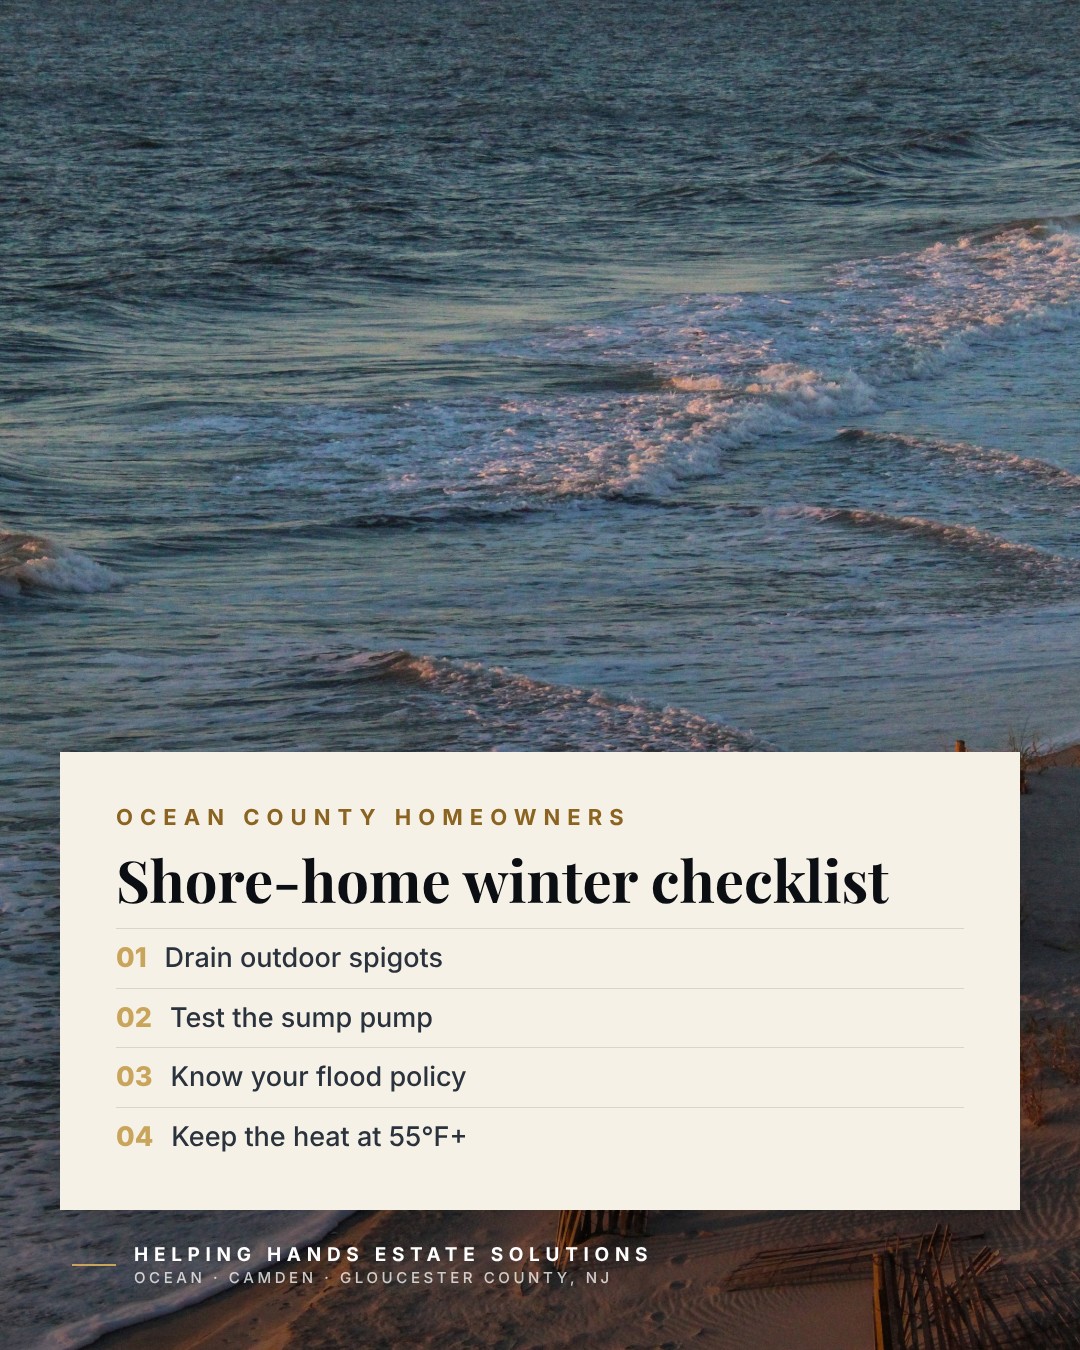 OCEAN COUNTY HOMEOWNERS
Shore-home winter checklist
01 Drain outdoor spigots
02 Test the sump pump
03 Know your flood policy
04 Keep the heat at 55°F+
HELPING HANDS ESTATE SOLUTIONS
OCEAN · CAMDEN · GLOUCESTER COUNTY, NJ